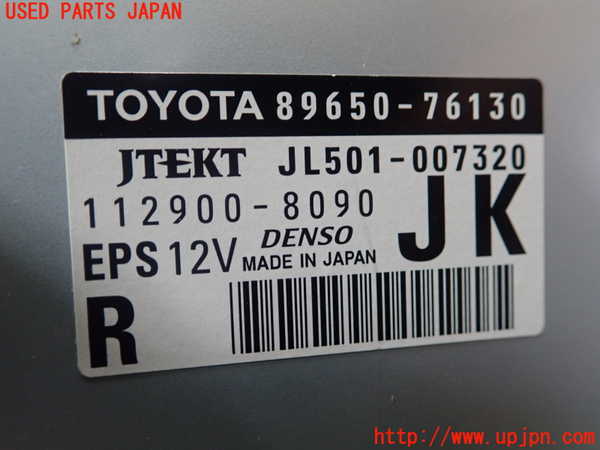 USED PARTS JAPAN
TOYOTA 89650-76130
JTEKT JL501-007320
112900-8090
JK
EPS 12V DENSO MADE IN JAPAN
R
http://www.upjpn.com/